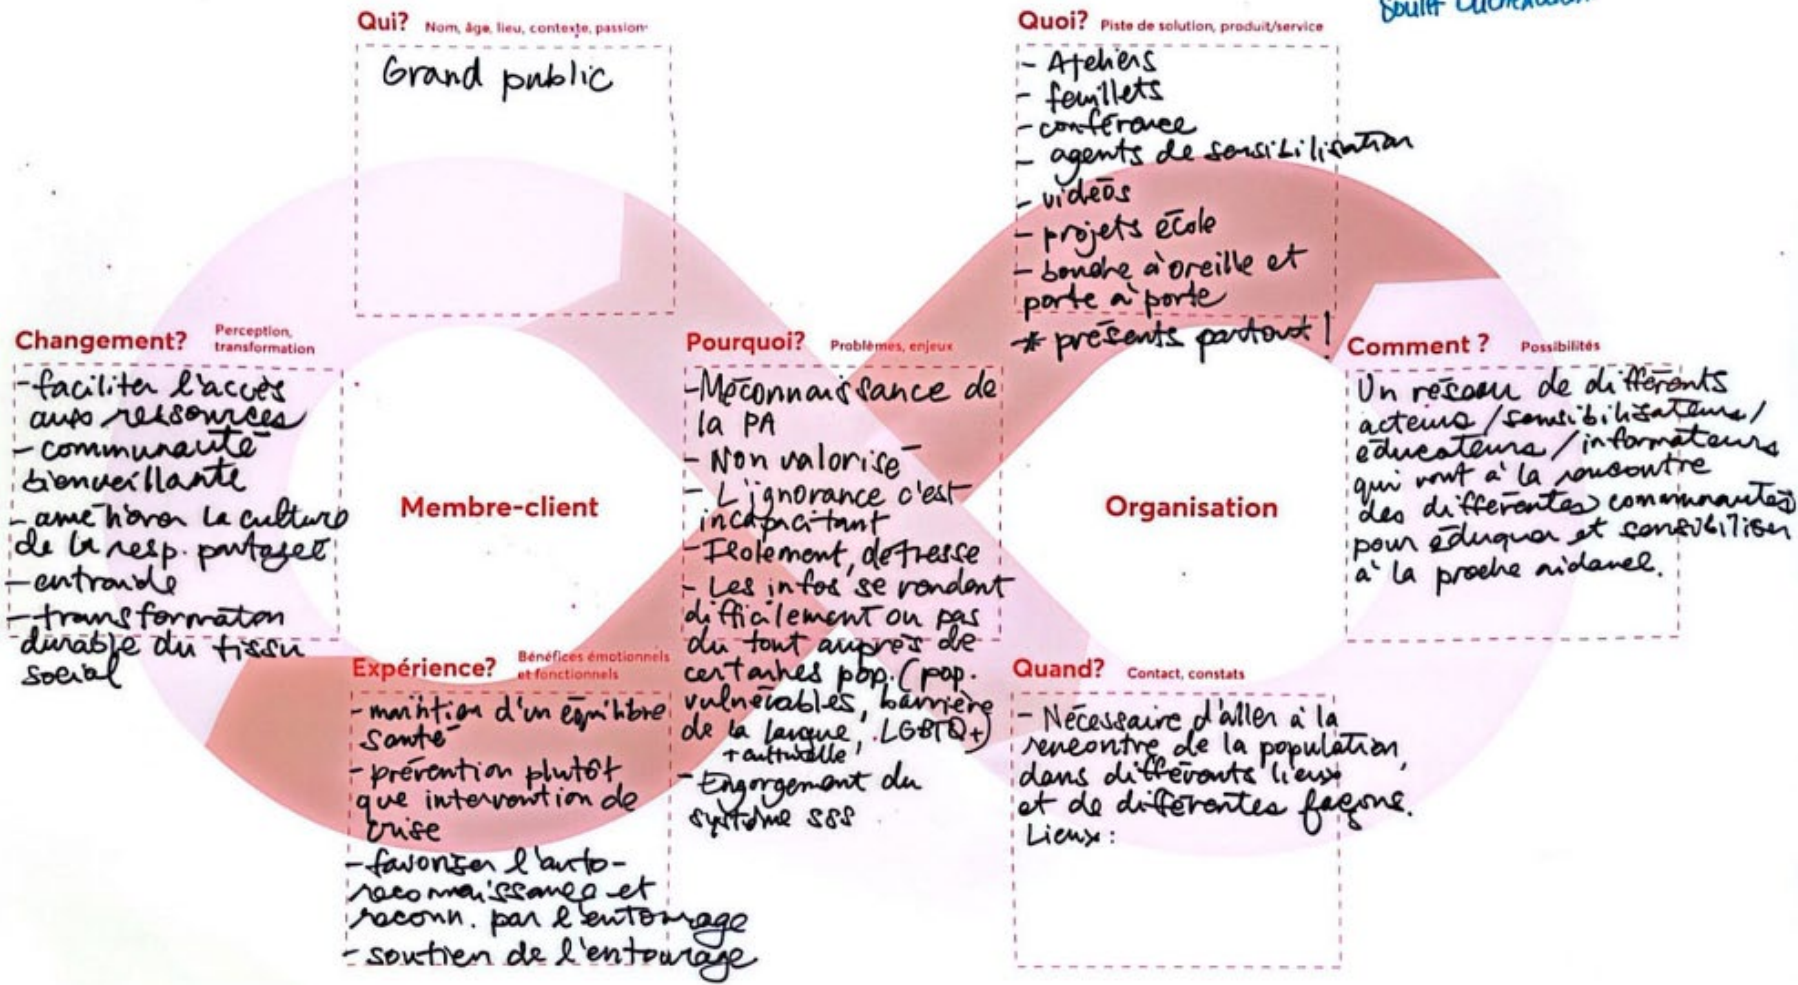 Qui? Nom, âge, lieu, contexte, passion
Grand public
Quoi? Piste de solution, produit/service
- Ateliers
- feuillets
- conférence
- agents de sensibilisation
- vidéos
- projets école
- bouche à oreille et
porte à porte
* présents partout!
Changement? Perception,
transformation
- faciliter l'accès
aux ressources
- communauté
bienveillante
- améliorer la culture
de la resp. partagée
- entraide
- transformation
durable du tissu
social
Membre-client
Pourquoi? Problèmes, enjeux
- Méconnaissance de
la PA
- Non valorisé
- L'ignorance c'est
incapacitant
- Isolement, détresse
- Les infos se rendent
difficilement ou pas
du tout auprès de
certaines pop. (pop.
vulnérables, barrière
de la langue, LGBTQ+)
+ culturelle
- Engorgement du
système SSS
Organisation
Comment ? Possibilités
Un réseau de différents
acteurs/sensibilisateurs/
éducateurs/informateurs
qui vont à la rencontre
des différentes communautés
pour éduquer et sensibiliser
à la proche aidance.
Expérience? Bénéfices émotionnels
et fonctionnels
- maintien d'un équilibre
santé
- prévention plutôt
que intervention de
crise
- favoriser l'auto-
reconnaissance et
reconn. par l'entourage
- soutien de l'entourage
Quand? Contact, constats
- Nécessaire d'aller à la
rencontre de la population,
dans différents lieux
et de différentes façons.
Lieux: